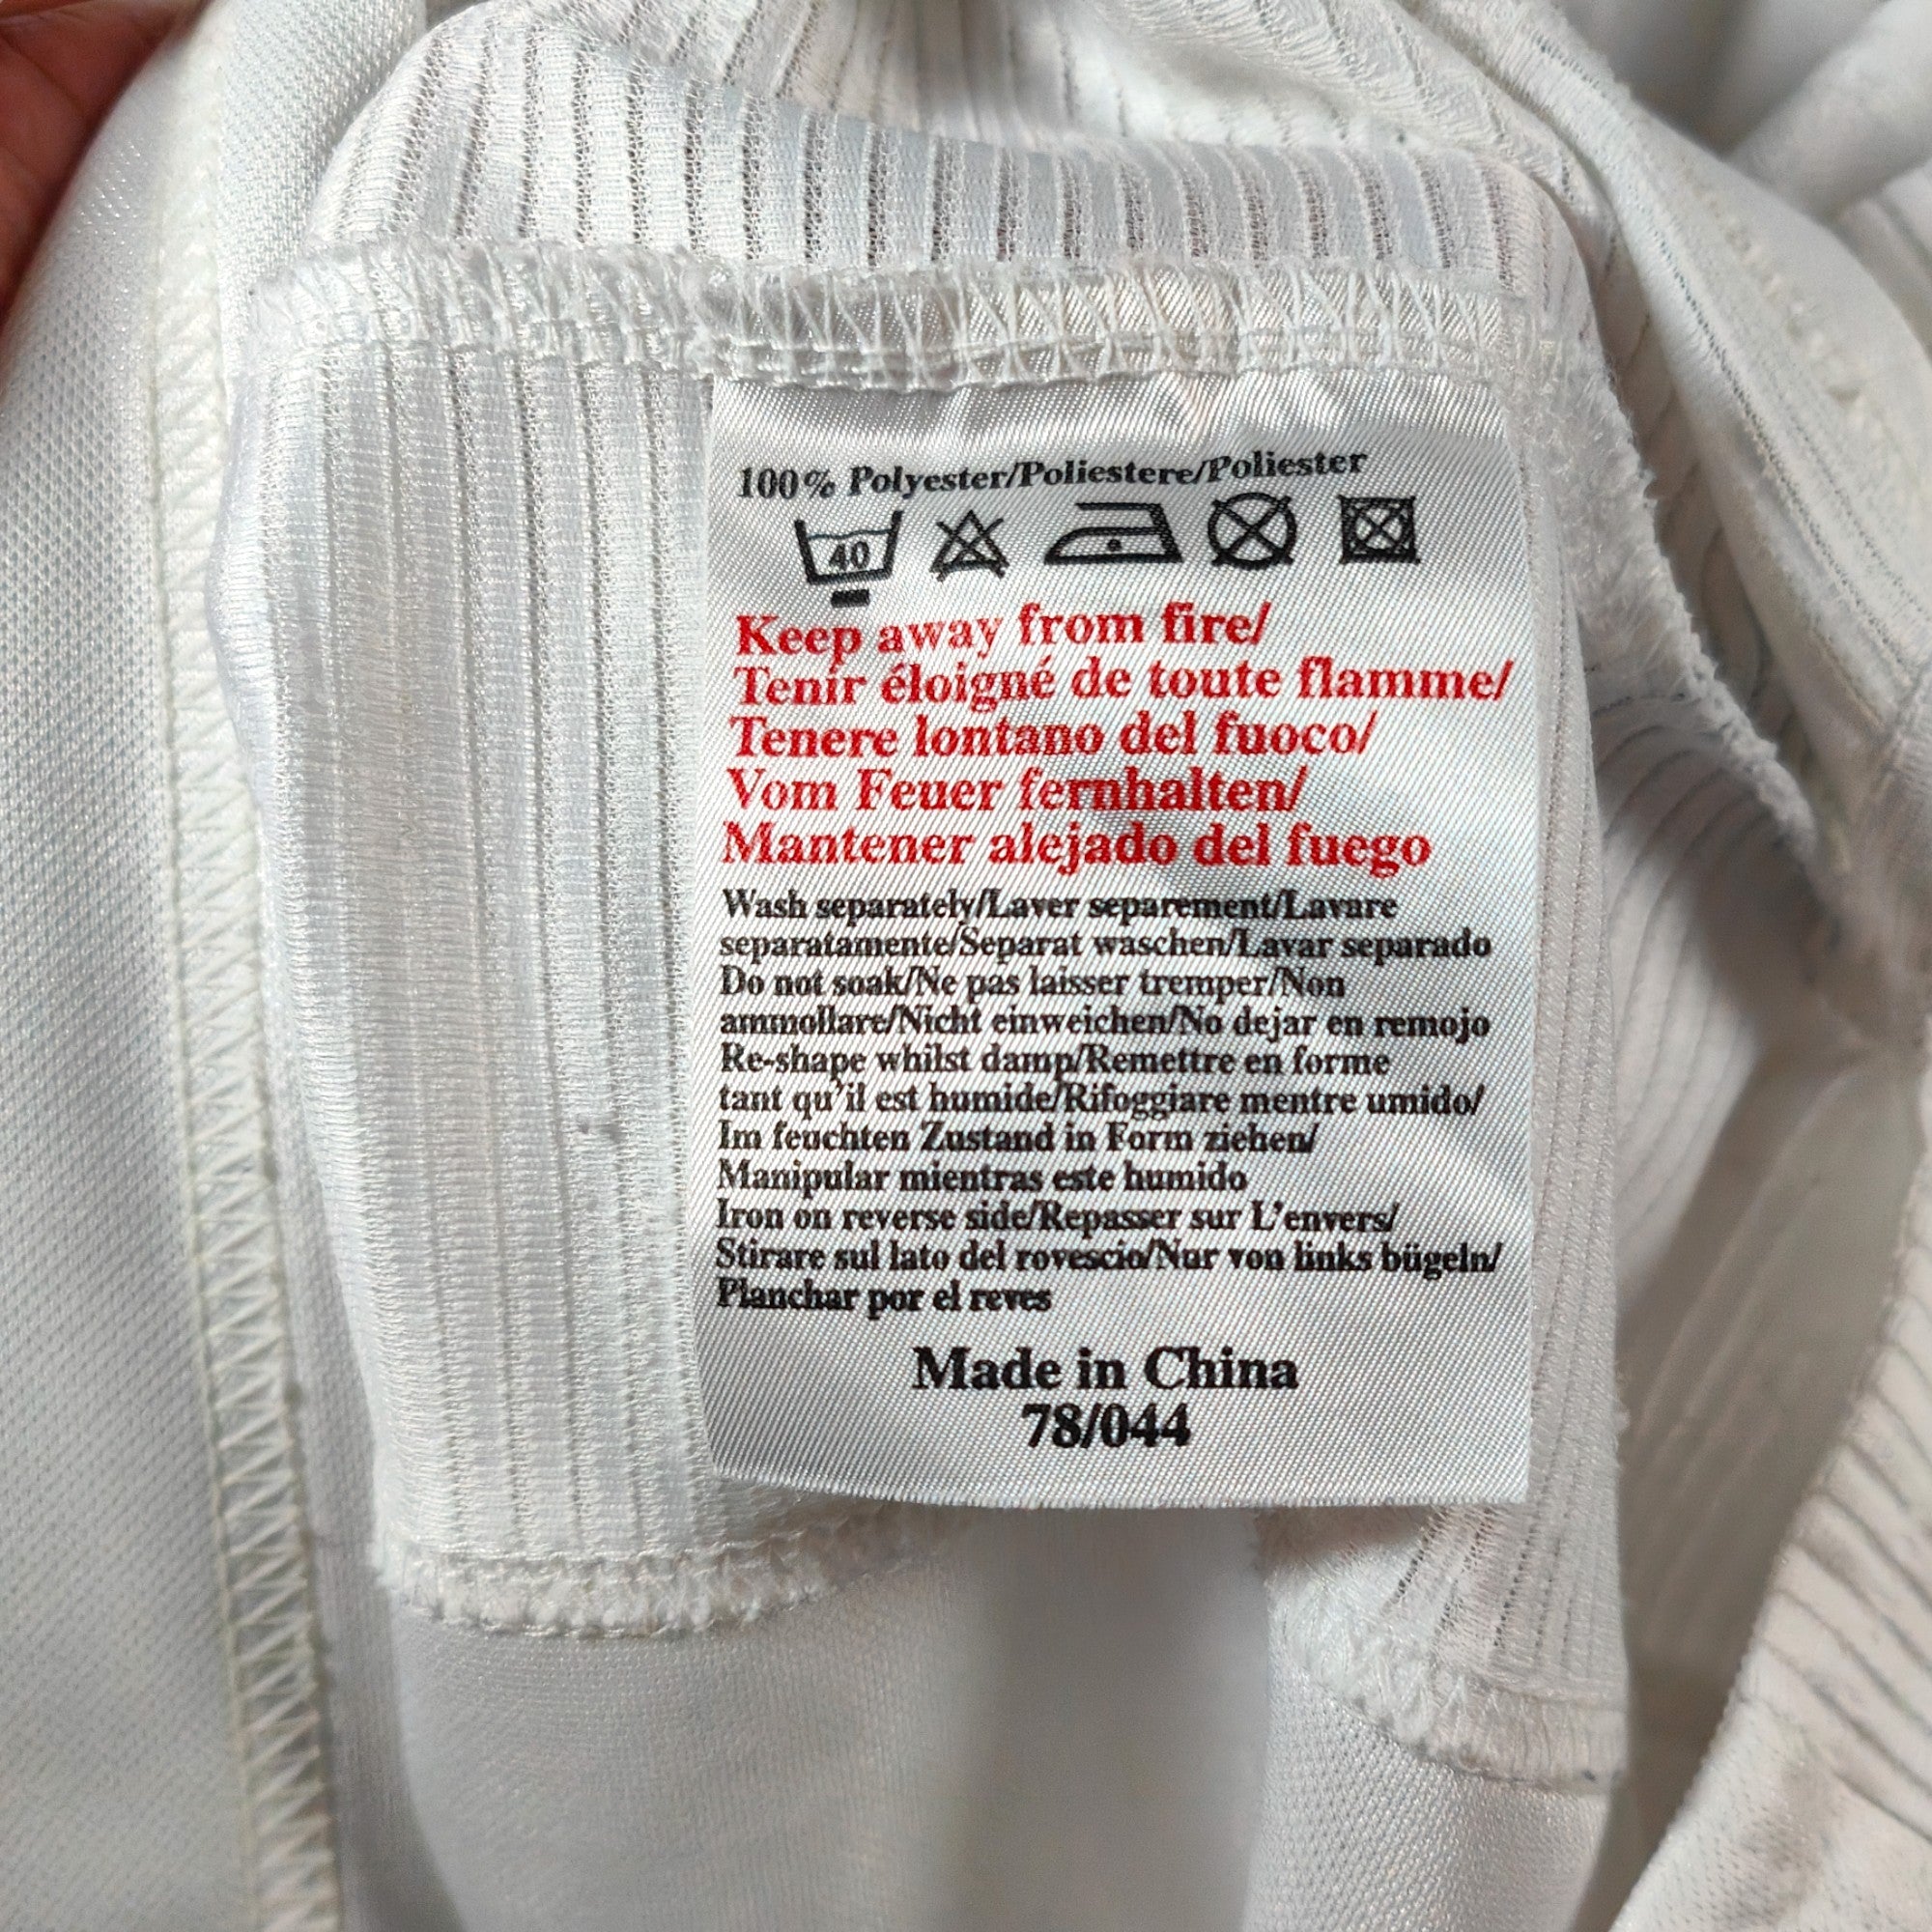 100% Polyester/Poliestere/Poliester
40
Keep away from fire/
Tenir éloigné de toute flamme/
Tenere lontano del fuoco/
Vom Feuer fernhalten/
Mantener alejado del fuego
Wash separately/Laver separement/Lavare
separatamente/Separat waschen/Lavar separado
Do not soak/Ne pas laisser tremper/Non
ammollare/Nicht einweichen/No dejar en remojo
Re-shape whilst damp/Remettre en forme
tant qu'il est humide/Rifoggiare mentre umido/
Im feuchten Zustand in Form ziehen/
Manipular mientras este humido
Iron on reverse side/Repasser sur L'envers/
Stirare sul lato del rovescio/Nur von links bügeln/
Planchar por el reves
Made in China
78/044